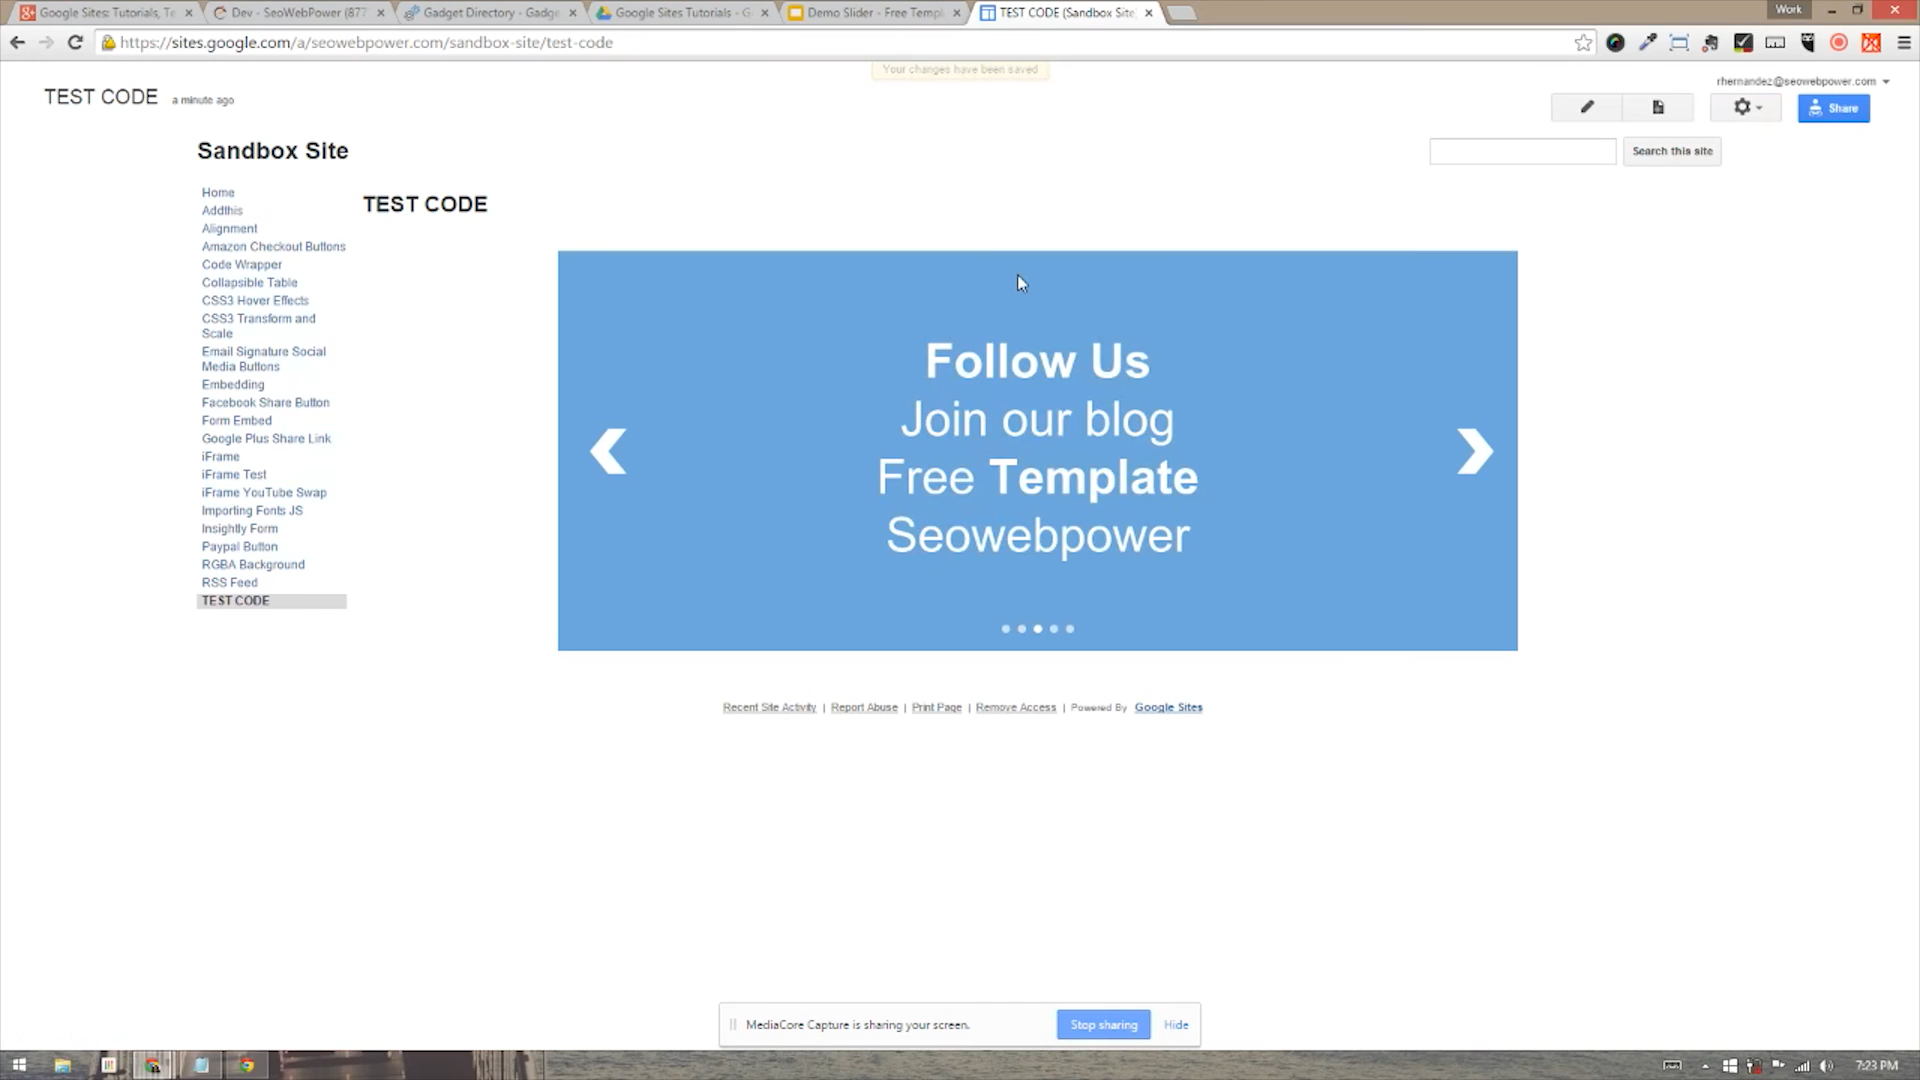 Google Sites: Tutorials, Te
Dev - SeoWebPower (877
Gadget Directory - Gadge
Google Sites Tutorials - G
Demo Slider - Free Templ
TEST CODE (Sandbox Site
Work
https://sites.google.com/a/seowebpower.com/sandbox-site/test-code
Your changes have been saved
rhernandez@seowebpower.com
TEST CODE a minute ago
Share
Sandbox Site
Search this site
Home
Addthis
Alignment
Amazon Checkout Buttons
Code Wrapper
Collapsible Table
CSS3 Hover Effects
CSS3 Transform and
Scale
Email Signature Social
Media Buttons
Embedding
Facebook Share Button
Form Embed
Google Plus Share Link
iFrame
iFrame Test
iFrame YouTube Swap
Importing Fonts JS
Insightly Form
Paypal Button
RGBA Background
RSS Feed
TEST CODE
TEST CODE
Follow Us
Join our blog
Free Template
Seowebpower
Recent Site Activity | Report Abuse | Print Page | Remove Access | Powered By Google Sites
MediaCore Capture is sharing your screen.
Stop sharing
Hide
7:23 PM